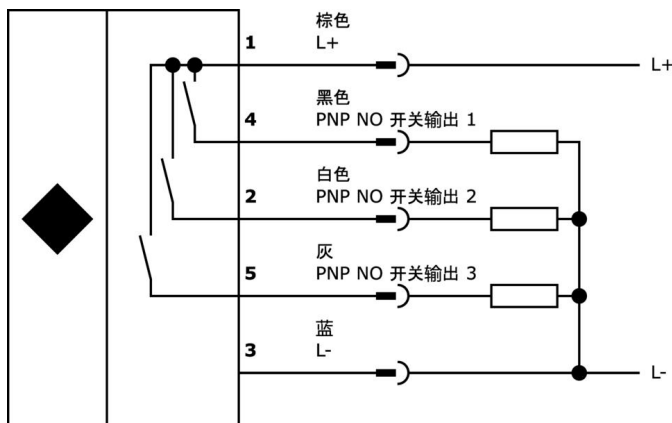 棕色
1 L+
L+
黑色
4 PNP NO 开关输出 1
白色
2 PNP NO 开关输出 2
灰
5 PNP NO 开关输出 3
蓝
3 L-
L-